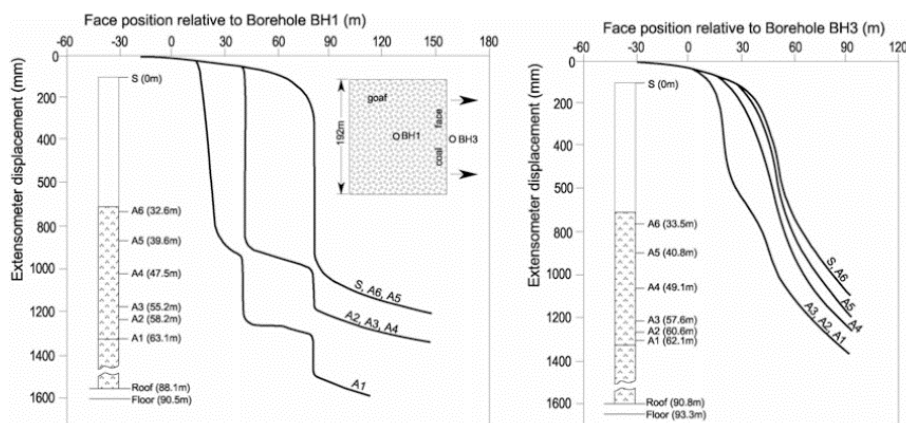 Face position relative to Borehole BH1 (m)
-60 -30 0 30 60 90 120 150 180
Extensometer displacement (mm)
0
200
400
600
800
1000
1200
1400
1600
S (0m)
A6 (32.6m)
A5 (39.6m)
A4 (47.5m)
A3 (55.2m)
A2 (58.2m)
A1 (63.1m)
Roof (88.1m)
Floor (90.5m)
192m
goaf
BH1
coal face
BH3
S, A6, A5
A2, A3, A4
A1
Face position relative to Borehole BH3 (m)
-60 -30 0 30 60 90 120
Extensometer displacement (mm)
0
200
400
600
800
1000
1200
1400
1600
S (0m)
A6 (33.5m)
A5 (40.8m)
A4 (49.1m)
A3 (57.6m)
A2 (60.6m)
A1 (62.1m)
Roof (90.8m)
Floor (93.3m)
S, A6
A5
A4
A3, A2, A1